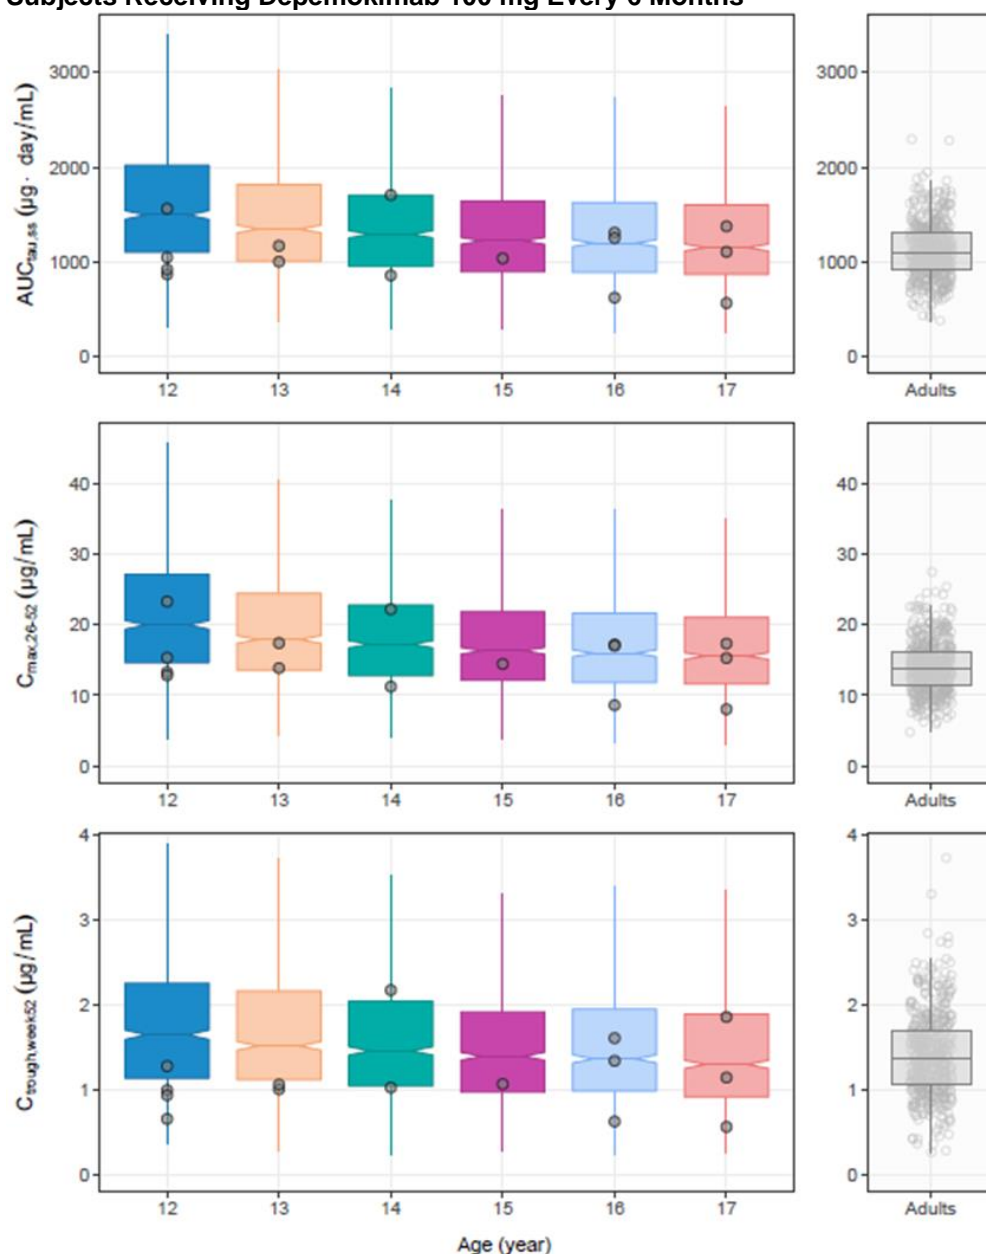 Subjects Receiving Depemokimab 100 mg Every 6 Months
AUCtau,ss (µg · day/mL)
3000
2000
1000
0
12 13 14 15 16 17
3000
2000
1000
0
Adults
Cmax,26-52 (µg/mL)
40
30
20
10
0
12 13 14 15 16 17
40
30
20
10
0
Adults
Ctrough,week52 (µg/mL)
4
3
2
1
0
12 13 14 15 16 17
4
3
2
1
0
Adults
Age (year)